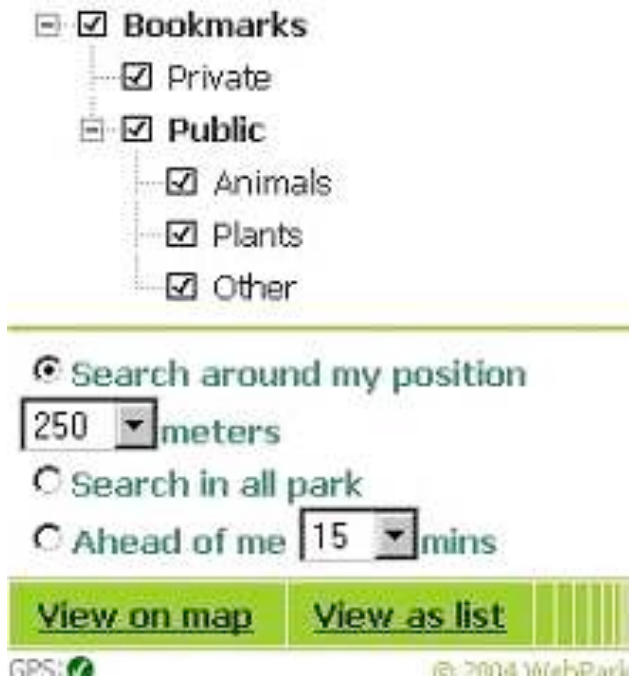 Bookmarks
Private
Public
Animals
Plants
Other
Search around my position
250 meters
Search in all park
Ahead of me 15 mins
View on map View as list
GPS: © 2004 WebPark